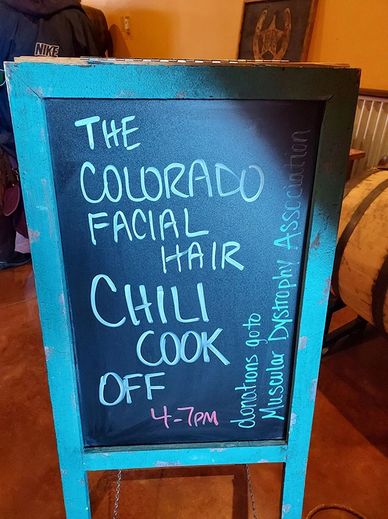 NIKE
THE
COLORADO
FACIAL
HAIR
CHILI
COOK
OFF
4-7PM
donations go to
Muscular Dystrophy Association